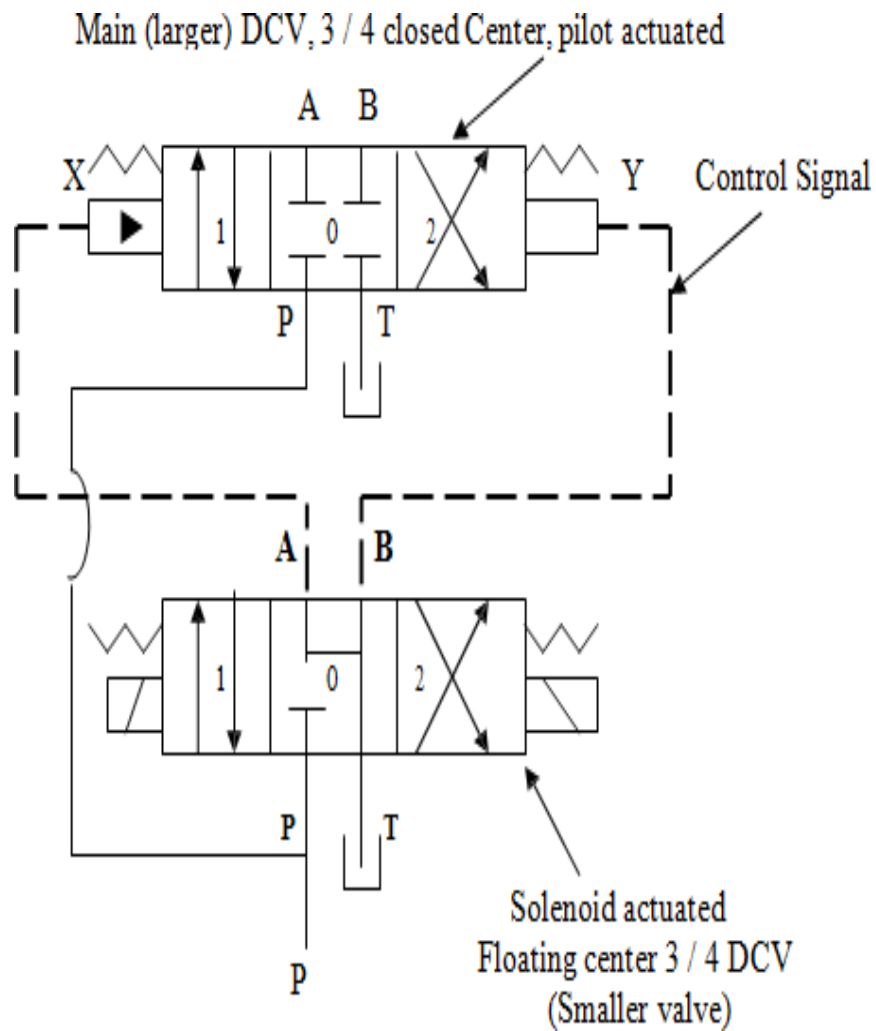 Main (larger) DCV, 3 / 4 closed Center, pilot actuated
A B
X Y Control Signal
1 0 2
P T
A B
1 0 2
P T
Solenoid actuated
Floating center 3 / 4 DCV
P
(Smaller valve)